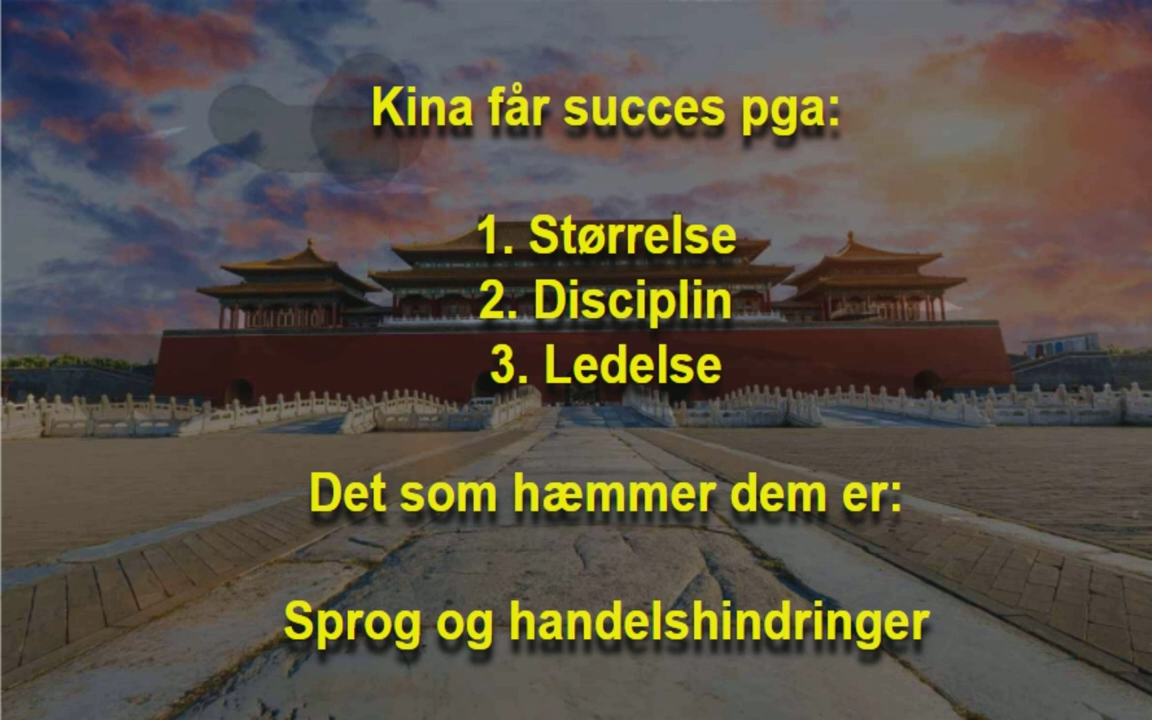 Kina får succes pga:
1. Størrelse
2. Disciplin
3. Ledelse
Det som hæmmer dem er:
Sprog og handelshindringer